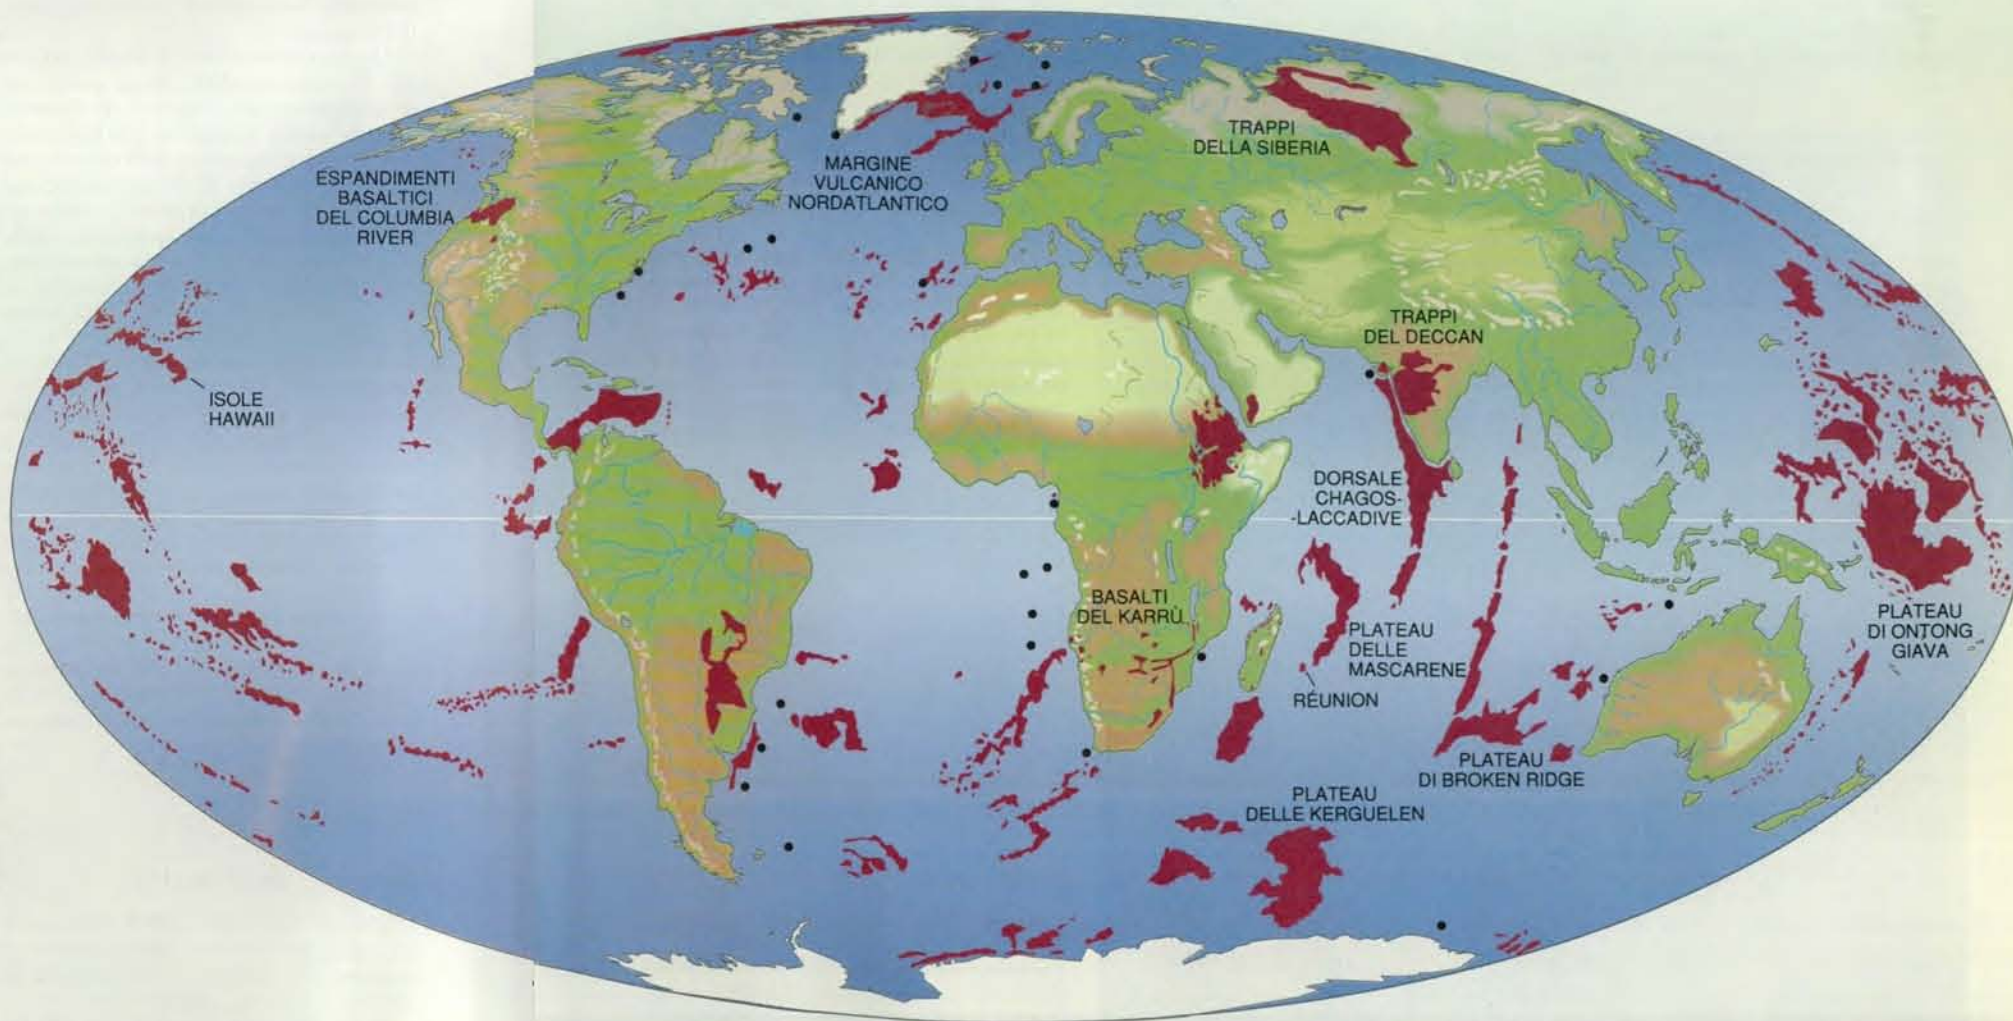 TRAPPI
DELLA SIBERIA
MARGINE
VULCANICO
NORDATLANTICO
ESPANDIMENTI
BASALTICI
DEL COLUMBIA
RIVER
TRAPPI
DEL DECCAN
ISOLE
HAWAII
DORSALE
CHAGOS-
-LACCADIVE
BASALTI
DEL KARRÙ
PLATEAU
DELLE
MASCARENE
RÉUNION
PLATEAU
DI ONTONG
GIAVA
PLATEAU
DI BROKEN RIDGE
PLATEAU
DELLE KERGUELEN